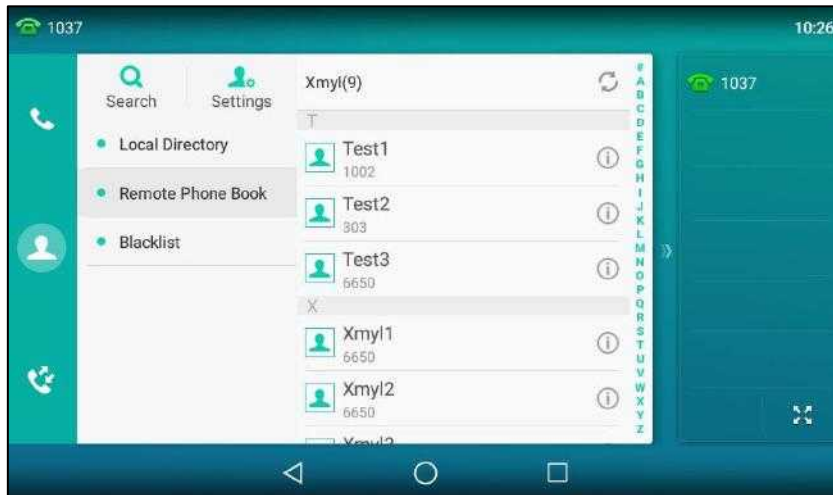 1037
10:26
Search
Settings
Local Directory
Remote Phone Book
Blacklist
Xmyl(9)
T
Test1
1002
Test2
303
Test3
6650
X
Xmyl1
6650
Xmyl2
6650
#
A
B
C
D
E
F
G
H
I
J
K
L
M
N
O
P
Q
R
S
T
U
V
W
X
Y
Z
1037